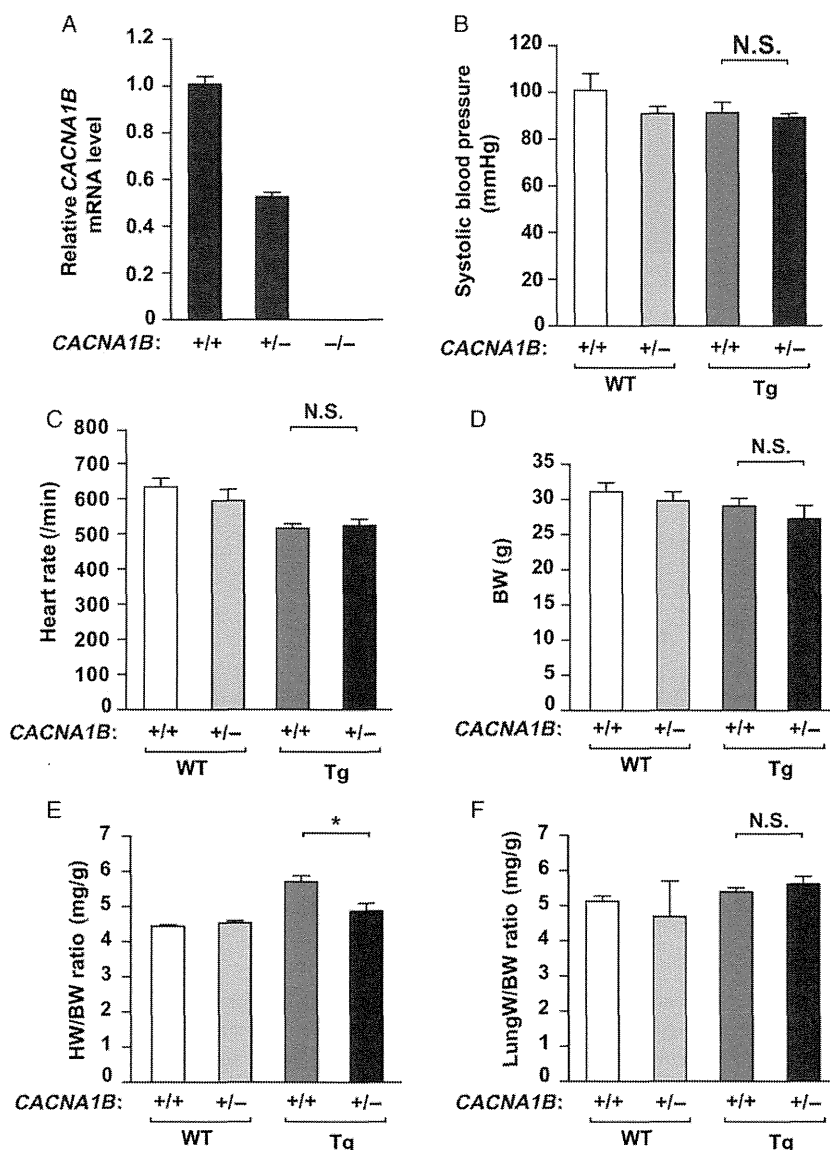 A
Relative CACNA1B
mRNA level
1.2
1.0
0.8
0.6
0.4
0.2
0
CACNA1B: +/+ +/− −/−
B
Systolic blood pressure
(mmHg)
120
100
80
60
40
20
0
N.S.
CACNA1B: +/+ +/− +/+ +/−
WT Tg
C
Heart rate (/min)
800
700
600
500
400
300
200
100
0
N.S.
CACNA1B: +/+ +/− +/+ +/−
WT Tg
D
BW (g)
35
30
25
20
15
10
5
0
N.S.
CACNA1B: +/+ +/− +/+ +/−
WT Tg
E
HW/BW ratio (mg/g)
7
6
5
4
3
2
1
0
*
CACNA1B: +/+ +/− +/+ +/−
WT Tg
F
LungW/BW ratio (mg/g)
7
6
5
4
3
2
1
0
N.S.
CACNA1B: +/+ +/− +/+ +/−
WT Tg